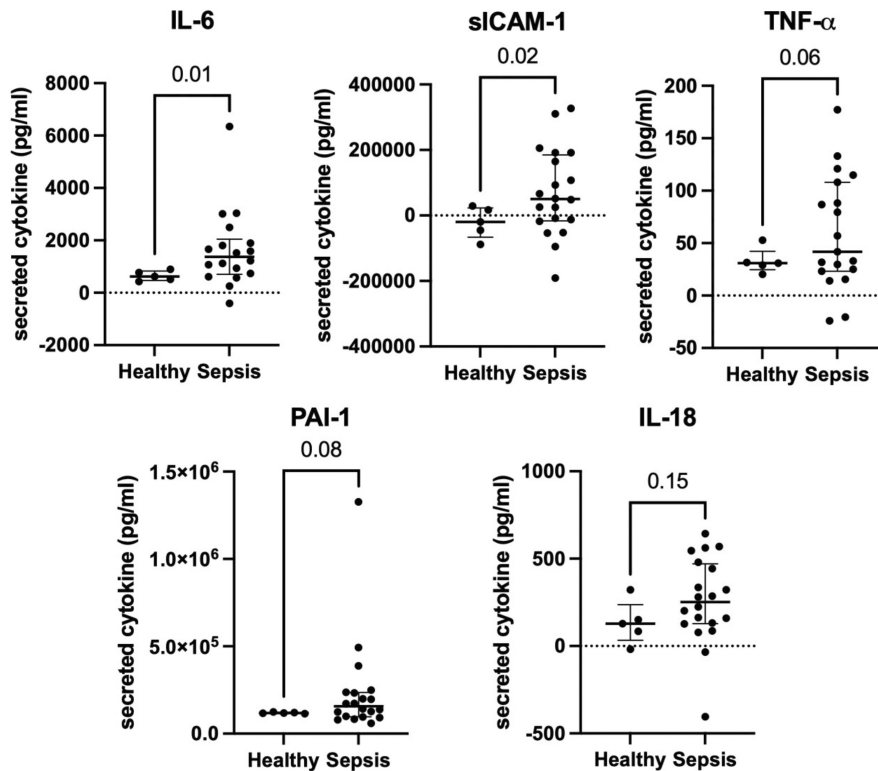 IL-6
0.01
secreted cytokine (pg/ml)
8000
6000
4000
2000
0
-2000
Healthy Sepsis
sICAM-1
0.02
secreted cytokine (pg/ml)
400000
200000
0
-200000
-400000
Healthy Sepsis
TNF-α
0.06
secreted cytokine (pg/ml)
200
150
100
50
0
-50
Healthy Sepsis
PAI-1
0.08
secreted cytokine (pg/ml)
1.5×10⁶
1.0×10⁶
5.0×10⁵
0.0
Healthy Sepsis
IL-18
0.15
secreted cytokine (pg/ml)
1000
500
0
-500
Healthy Sepsis